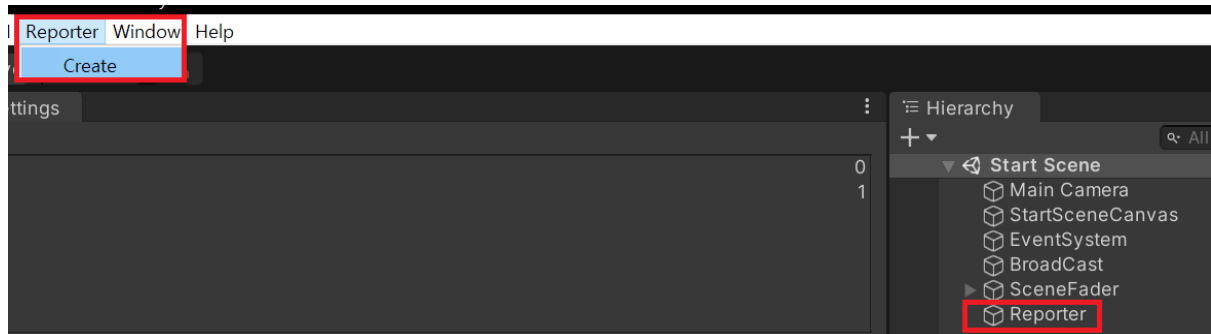 Reporter Window Help
Create
ttings
0
1
Hierarchy
All
Start Scene
Main Camera
StartSceneCanvas
EventSystem
BroadCast
SceneFader
Reporter